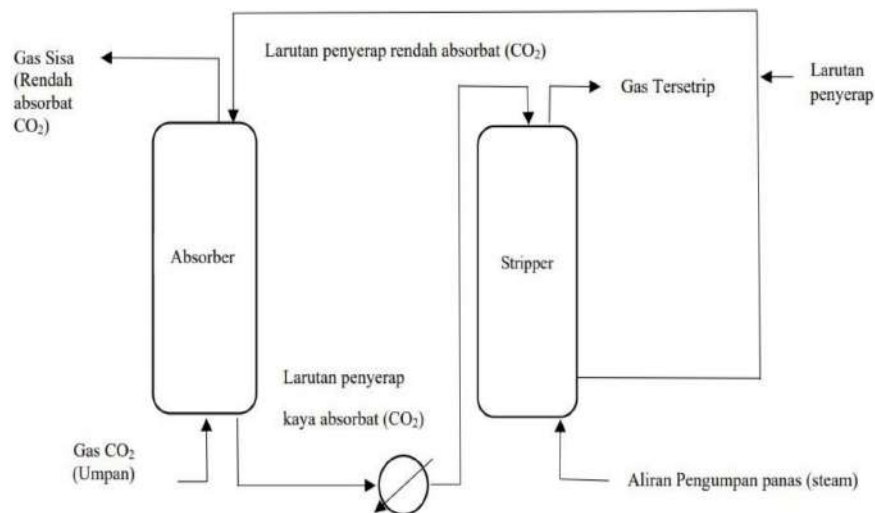 Gas Sisa
(Rendah
absorbat
CO₂)
Larutan penyerap rendah absorbat (CO₂)
Gas Tersetrip
Larutan
penyerap
Absorber
Stripper
Larutan penyerap
kaya absorbat (CO₂)
Gas CO₂
(Umpan)
Aliran Pengumpan panas (steam)